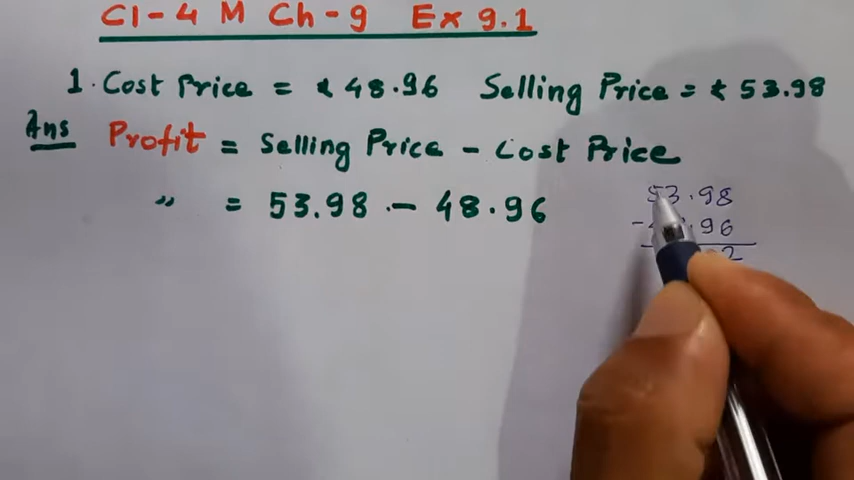 Cl-4 M Ch-9 Ex 9.1
1. Cost Price = ₹ 48.96 Selling Price = ₹ 53.98
Ans Profit = Selling Price - Cost Price
" = 53.98 - 48.96
53.98
.96
2